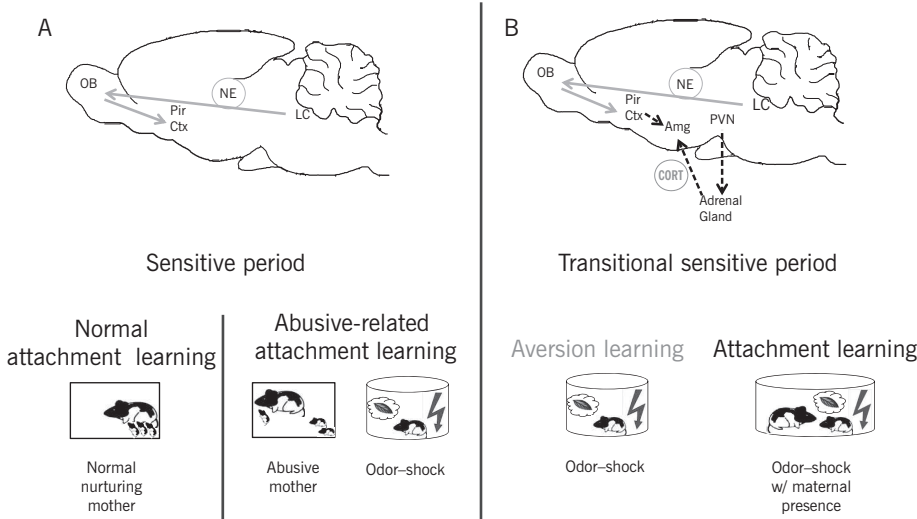 A
OB
NE
LC
Pir
Ctx
Sensitive period
Normal
attachment learning
Normal
nurturing
mother
Abusive-related
attachment learning
Abusive
mother
Odor–shock
B
OB
NE
LC
Pir
Ctx
Amg
PVN
CORT
Adrenal
Gland
Transitional sensitive period
Aversion learning
Odor–shock
Attachment learning
Odor–shock
w/ maternal
presence